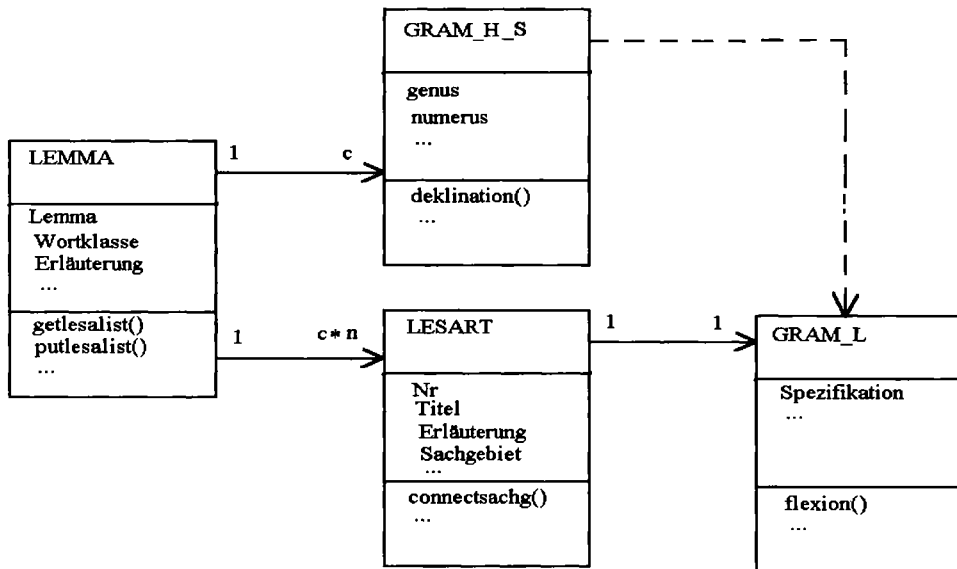 LEMMA
Lemma
Wortklasse
Erläuterung
...
getlesalist()
putlesalist()
...
1
c
GRAM_H_S
genus
numerus
...
deklination()
...
1
c * n
LESART
Nr
Titel
Erläuterung
Sachgebiet
...
connectsachg()
...
1
1
GRAM_L
Spezifikation
...
flexion()
...